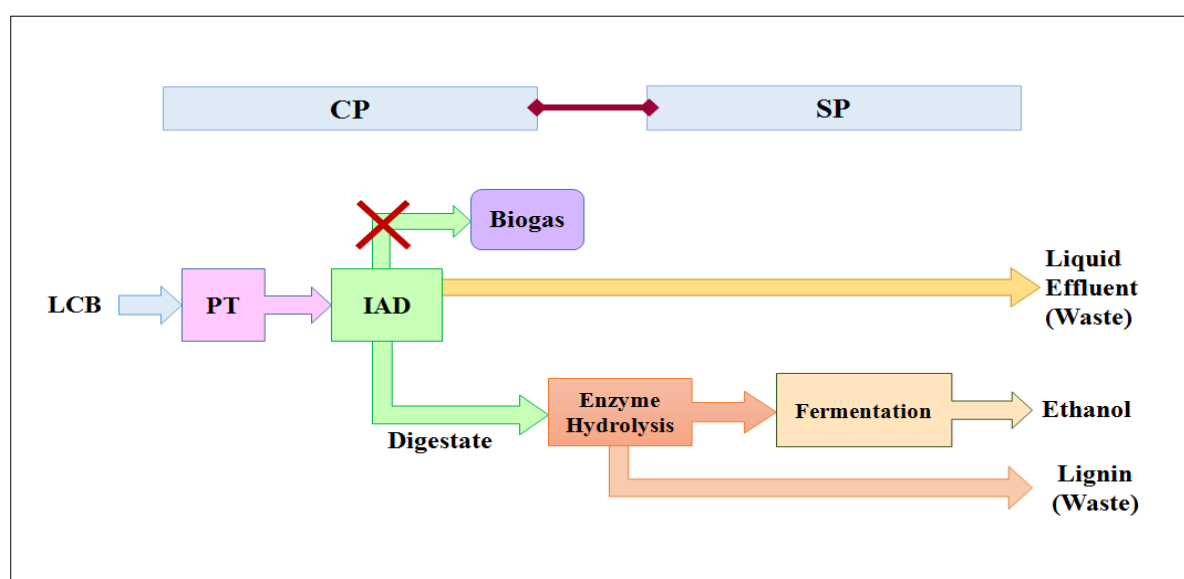 CP
SP
Biogas
LCB
PT
IAD
Liquid
Effluent
(Waste)
Digestate
Enzyme
Hydrolysis
Fermentation
Ethanol
Lignin
(Waste)